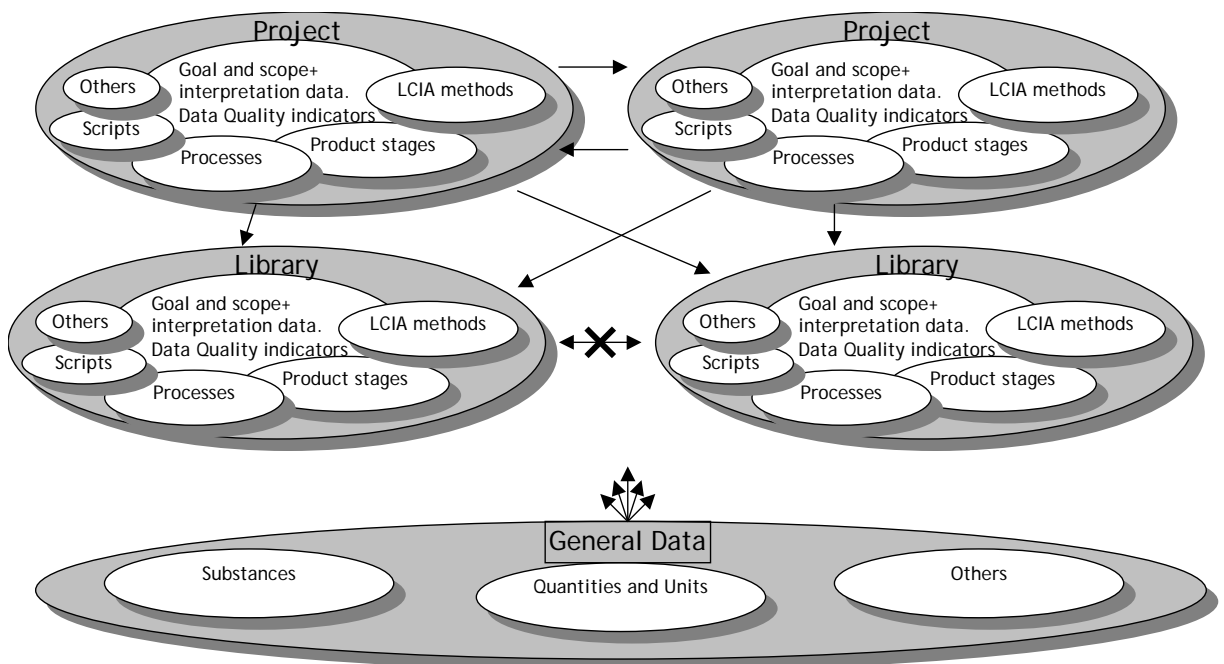 Project
Others
Goal and scope+
interpretation data.
Data Quality indicators
LCIA methods
Scripts
Processes
Product stages
Project
Others
Goal and scope+
interpretation data.
Data Quality indicators
LCIA methods
Scripts
Processes
Product stages
Library
Others
Goal and scope+
interpretation data.
Data Quality indicators
LCIA methods
Scripts
Processes
Product stages
Library
Others
Goal and scope+
interpretation data.
Data Quality indicators
LCIA methods
Scripts
Processes
Product stages
General Data
Substances
Quantities and Units
Others